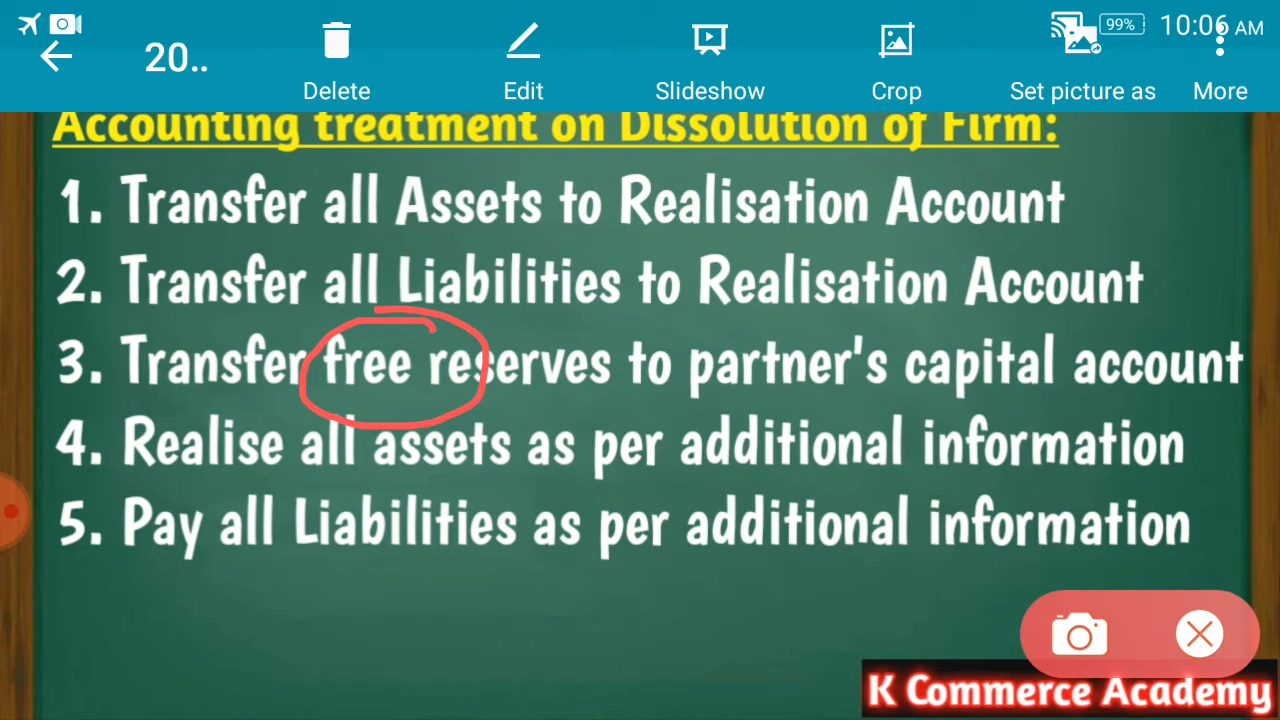 99% 10:06 AM
20..
Delete Edit Slideshow Crop Set picture as More
Accounting treatment on Dissolution of Firm:
1. Transfer all Assets to Realisation Account
2. Transfer all Liabilities to Realisation Account
3. Transfer free reserves to partner's capital account
4. Realise all assets as per additional information
5. Pay all Liabilities as per additional information
K Commerce Academy